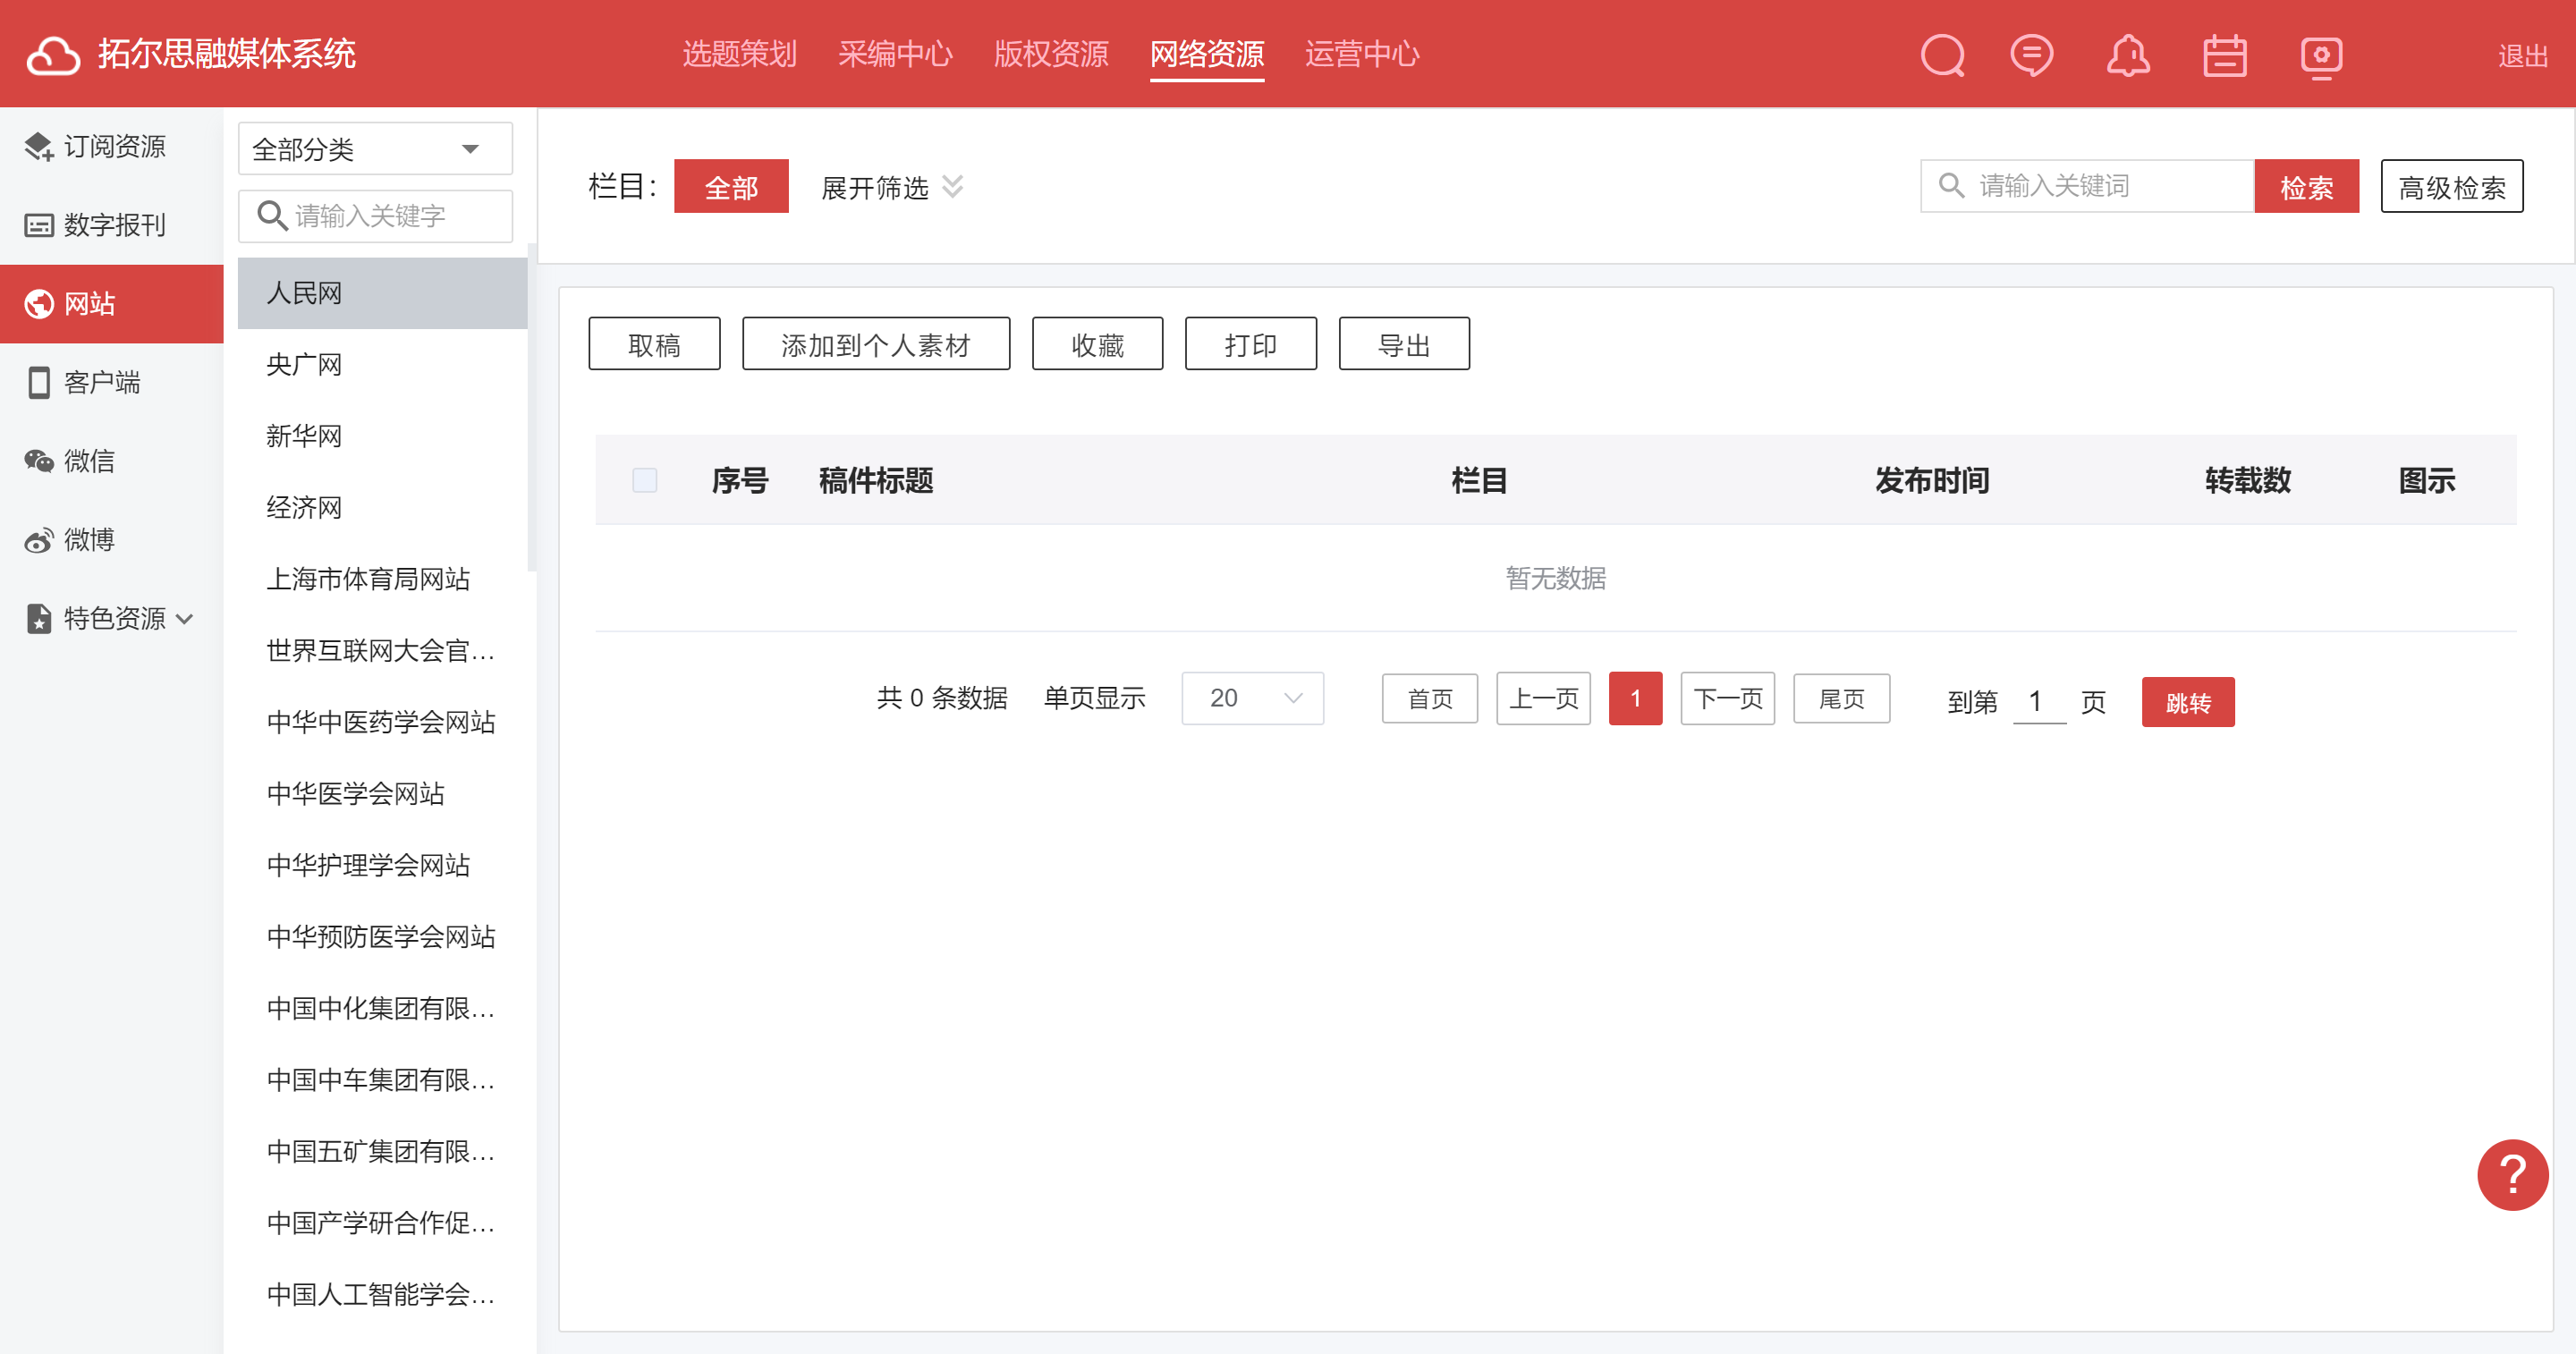 拓尔思融媒体系统
选题策划 采编中心 版权资源 网络资源 运营中心
退出
订阅资源
数字报刊
网站
客户端
微信
微博
特色资源
全部分类
请输入关键字
人民网
央广网
新华网
经济网
上海市体育局网站
世界互联网大会官...
中华中医药学会网站
中华医学会网站
中华护理学会网站
中华预防医学会网站
中国中化集团有限...
中国中车集团有限...
中国五矿集团有限...
中国产学研合作促...
中国人工智能学会...
栏目： 全部 展开筛选
请输入关键词 检索 高级检索
取稿 添加到个人素材 收藏 打印 导出
序号 稿件标题 栏目 发布时间 转载数 图示
暂无数据
共 0 条数据 单页显示 20 首页 上一页 1 下一页 尾页 到第 1 页 跳转
?